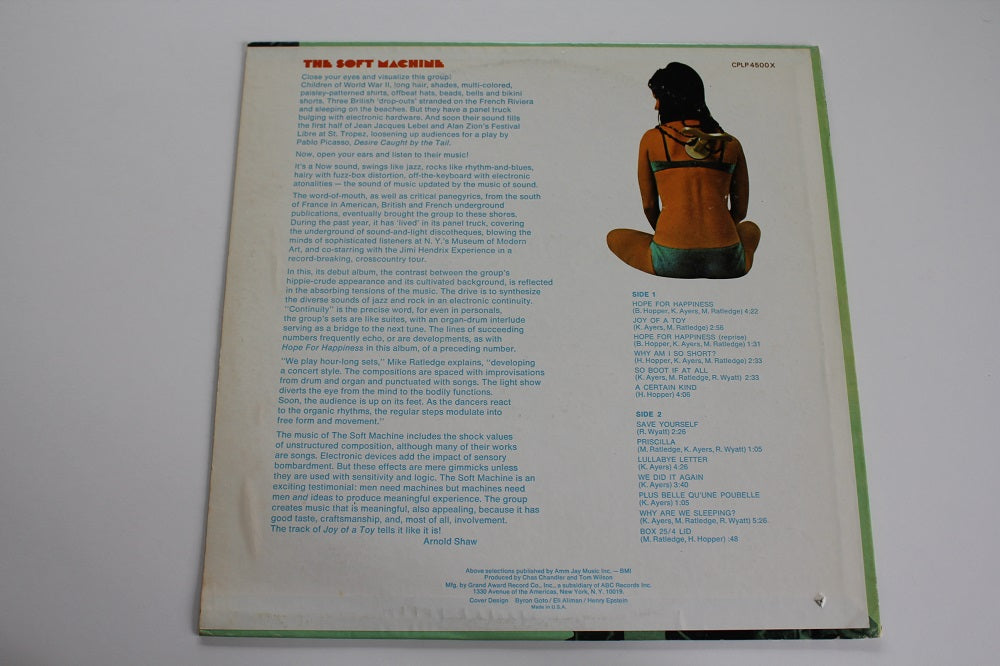 THE SOFT MACHINE
Close your eyes and visualize this group!
Children of World War II, long hair, shades, multi-colored,
paisley-patterned shirts, offbeat hats, beads, bells and bikini
shorts. Three British 'drop-outs' stranded on the French Riviera
and sleeping on the beaches. But they have a panel truck
bulging with electronic hardware. And soon their sound fills
the first half of Jean Jacques Lebel and Alan Zion's Festival
Libre at St. Tropez, loosening up audiences for a play by
Pablo Picasso, Desire Caught by the Tail.
Now, open your ears and listen to their music!
It's a Now sound, swings like jazz, rocks like rhythm-and-blues,
hairy with fuzz-box distortion, off-the-keyboard with electronic
atonalities — the sound of music updated by the music of sound.
The word-of-mouth, as well as critical panegyrics, from the south
of France in American, British and French underground
publications, eventually brought the group to these shores.
During the past year, it has 'lived' in its panel truck, covering
the underground of sound-and-light discotheques, blowing the
minds of sophisticated listeners at N. Y.'s Museum of Modern
Art, and co-starring with the Jimi Hendrix Experience in a
record-breaking, crosscountry tour.
In this, its debut album, the contrast between the group's
hippie-crude appearance and its cultivated background, is reflected
in the absorbing tensions of the music. The drive is to synthesize
the diverse sounds of jazz and rock in an electronic continuity.
"Continuity" is the precise word, for even in personals,
the group's sets are like suites, with an organ-drum interlude
serving as a bridge to the next tune. The lines of succeeding
numbers frequently echo, or are developments, as with
Hope For Happiness in this album, of a preceding number.
"We play hour-long sets," Mike Ratledge explains, "developing
a concert style. The compositions are spaced with improvisations
from drum and organ and punctuated with songs. The light show
diverts the eye from the mind to the bodily functions.
Soon, the audience is up on its feet. As the dancers react
to the organic rhythms, the regular steps modulate into
free form and movement."
The music of The Soft Machine includes the shock values
of unstructured composition, although many of their works
are songs. Electronic devices add the impact of sensory
bombardment. But these effects are mere gimmicks unless
they are used with sensitivity and logic. The Soft Machine is an
exciting testimonial: men need machines but machines need
men and ideas to produce meaningful experience. The group
creates music that is meaningful, also appealing, because it has
good taste, craftsmanship, and, most of all, involvement.
The track of Joy of a Toy tells it like it is!
Arnold Shaw
CPLP 4500X
SIDE 1
HOPE FOR HAPPINESS
(B. Hopper, K. Ayers, M. Ratledge) 4:22
JOY OF A TOY
(K. Ayers, M. Ratledge) 2:56
HOPE FOR HAPPINESS (reprise)
(B. Hopper, K. Ayers, M. Ratledge) 1:31
WHY AM I SO SHORT?
(H. Hopper, K. Ayers, M. Ratledge) 2:33
SO BOOT IF AT ALL
(K. Ayers, M. Ratledge, R. Wyatt) 2:33
A CERTAIN KIND
(H. Hopper) 4:06
SIDE 2
SAVE YOURSELF
(R. Wyatt) 2:26
PRISCILLA
(M. Ratledge, K. Ayers, R. Wyatt) 1:05
LULLABYE LETTER
(K. Ayers) 4:26
WE DID IT AGAIN
(K. Ayers) 3:40
PLUS BELLE QU'UNE POUBELLE
(K. Ayers) 1:05
WHY ARE WE SLEEPING?
(K. Ayers, M. Ratledge, R. Wyatt) 5:26
BOX 25/4 LID
(M. Ratledge, H. Hopper) :48
Above selections published by Amm Jay Music Inc. — BMI
Produced by Chas Chandler and Tom Wilson
Mfg. by Grand Award Record Co., Inc., a subsidiary of ABC Records Inc.
1330 Avenue of the Americas, New York, N. Y. 10019.
Cover Design Byron Goto / Eli Aliman / Henry Epstein
Made in U.S.A.